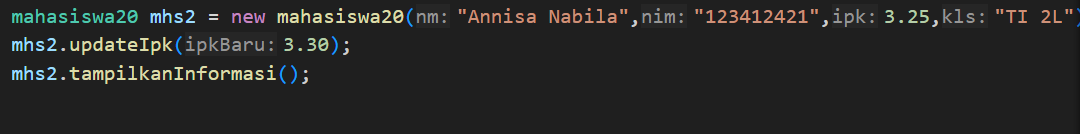 mahasiswa20 mhs2 = new mahasiswa20(nm:"Annisa Nabila",nim:"123412421",ipk:3.25,kls:"TI 2L")
mhs2.updateIpk(ipkBaru:3.30);
mhs2.tampilkanInformasi();